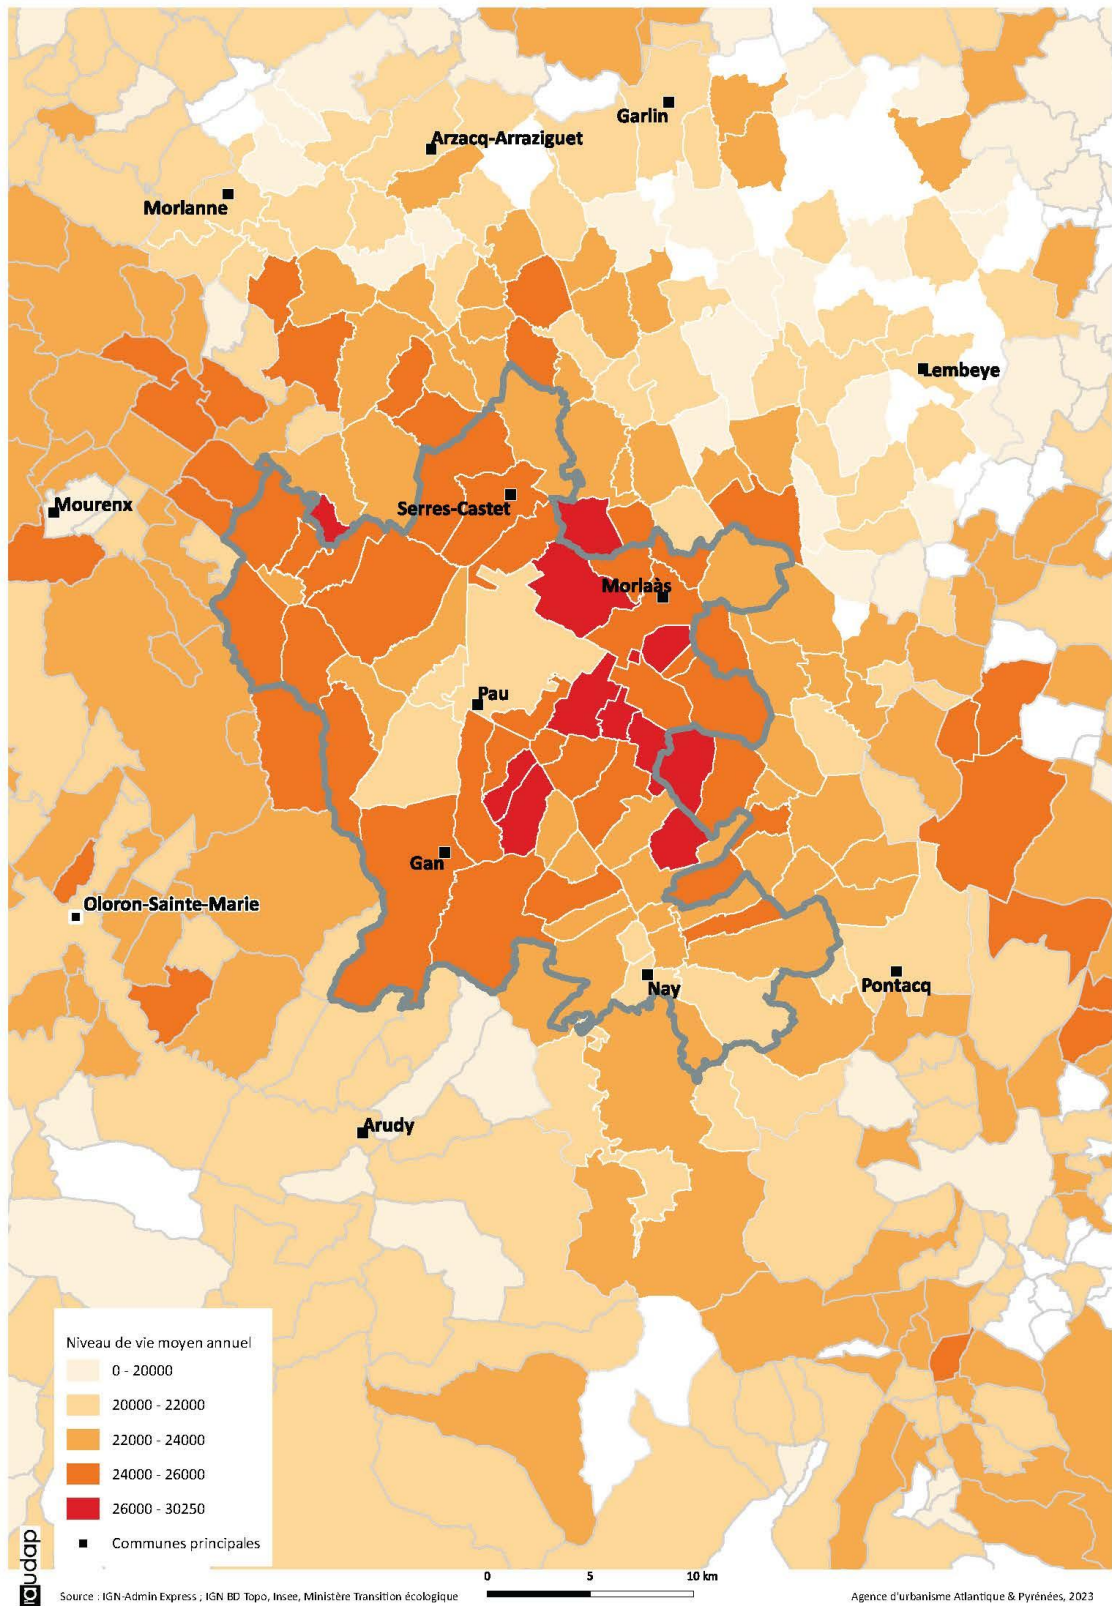 Garlin
Arzacq-Arraziguet
Morlanne
Lembeye
Mourenx
Serres-Castet
Morlaàs
Pau
Gan
Oloron-Sainte-Marie
Nay
Pontacq
Arudy
Niveau de vie moyen annuel
0 - 20000
20000 - 22000
22000 - 24000
24000 - 26000
26000 - 30250
Communes principales
audap
Source : IGN-Admin Express ; IGN BD Topo, Insee, Ministère Transition écologique
0 5 10 km
Agence d'urbanisme Atlantique & Pyrénées, 2023